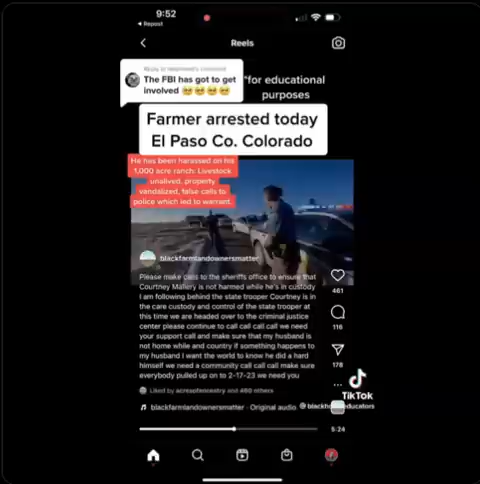 9:52
◂ Repost
Reels
The FBI has got to get
involved 🥺🥺🥺🥺
*for educational
purposes
Farmer arrested today
El Paso Co. Colorado
He has been harassed on his
1,000 acre ranch: Livestock
unalived, property
vandalized, false calls to
police which led to warrant.
blackfarmlandownersmatter
Please make calls to the sheriffs office to ensure that
Courtney Mallery is not harmed while he's in custody
I am following behind the state trooper Courtney is in
the care custody and control of the state trooper at
this time we are headed over to the criminal justice
center please continue to call call call we need
your support call and make sure that my husband is
not home while and country if something happens to
my husband I want the world to know he did a hard
himself we need a community call call call make sure
everybody pulled up on to 2-17-23 we need you
461
116
178
Liked by acresofancestry and 460 others
blackfarmlandownersmatter • Original audio
TikTok
5:24